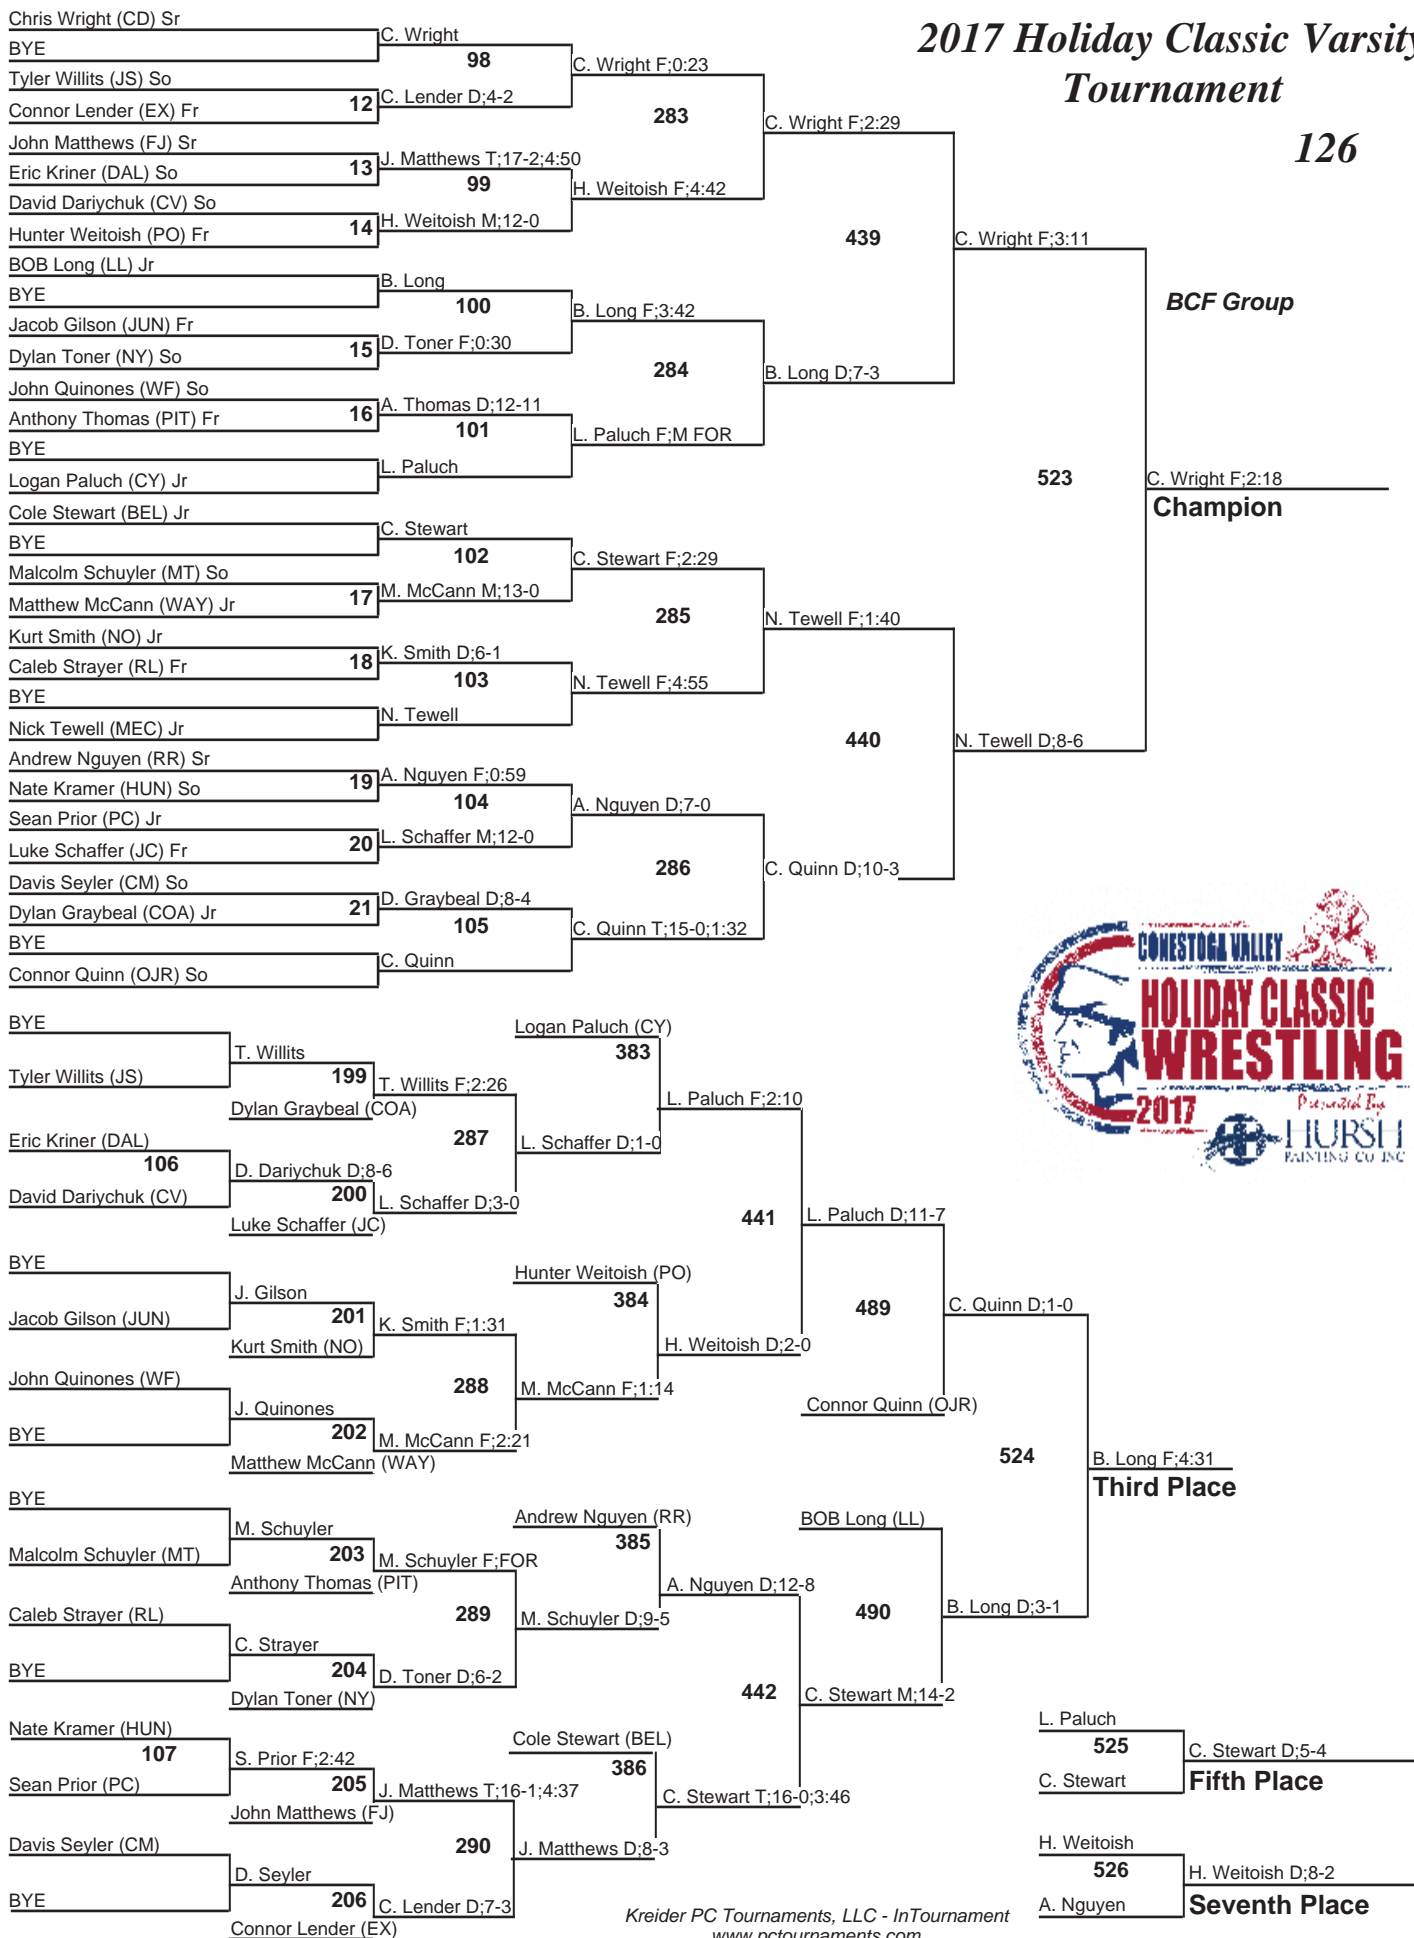 2017 Holiday Classic Varsity
Tournament
126
BCF Group
Chris Wright (CD) Sr
BYE
Tyler Willits (JS) So
Connor Lender (EX) Fr
John Matthews (FJ) Sr
Eric Kriner (DAL) So
David Dariychuk (CV) So
Hunter Weitoish (PO) Fr
BOB Long (LL) Jr
BYE
Jacob Gilson (JUN) Fr
Dylan Toner (NY) So
John Quinones (WF) So
Anthony Thomas (PIT) Fr
BYE
Logan Paluch (CY) Jr
Cole Stewart (BEL) Jr
BYE
Malcolm Schuyler (MT) So
Matthew McCann (WAY) Jr
Kurt Smith (NO) Jr
Caleb Strayer (RL) Fr
BYE
Nick Tewell (MEC) Jr
Andrew Nguyen (RR) Sr
Nate Kramer (HUN) So
Sean Prior (PC) Jr
Luke Schaffer (JC) Fr
Davis Seyler (CM) So
Dylan Graybeal (COA) Jr
BYE
Connor Quinn (OJR) So
12
13
14
15
16
17
18
19
20
21
C. Wright
98
C. Lender D;4-2
J. Matthews T;17-2;4:50
99
H. Weitoish M;12-0
B. Long
100
D. Toner F;0:30
A. Thomas D;12-11
101
L. Paluch
C. Stewart
102
M. McCann M;13-0
K. Smith D;6-1
103
N. Tewell
A. Nguyen F;0:59
104
L. Schaffer M;12-0
D. Graybeal D;8-4
105
C. Quinn
C. Wright F;0:23
283
H. Weitoish F;4:42
B. Long F;3:42
284
L. Paluch F;M FOR
C. Stewart F;2:29
285
N. Tewell F;4:55
A. Nguyen D;7-0
286
C. Quinn T;15-0;1:32
C. Wright F;2:29
439
B. Long D;7-3
N. Tewell F;1:40
440
C. Quinn D;10-3
C. Wright F;3:11
523
N. Tewell D;8-6
C. Wright F;2:18
Champion
CONESTOGA VALLEY
HOLIDAY CLASSIC
WRESTLING
2017
Presented By
HURSH
PAINTING CO INC
BYE
Tyler Willits (JS)
Eric Kriner (DAL)
106
David Dariychuk (CV)
BYE
Jacob Gilson (JUN)
John Quinones (WF)
BYE
BYE
Malcolm Schuyler (MT)
Caleb Strayer (RL)
BYE
Nate Kramer (HUN)
107
Sean Prior (PC)
Davis Seyler (CM)
BYE
T. Willits
199
Dylan Graybeal (COA)
D. Dariychuk D;8-6
200
Luke Schaffer (JC)
J. Gilson
201
Kurt Smith (NO)
J. Quinones
202
Matthew McCann (WAY)
M. Schuyler
203
Anthony Thomas (PIT)
C. Strayer
204
Dylan Toner (NY)
S. Prior F;2:42
205
John Matthews (FJ)
D. Seyler
206
Connor Lender (EX)
T. Willits F;2:26
287
L. Schaffer D;3-0
K. Smith F;1:31
288
M. McCann F;2:21
M. Schuyler F;FOR
289
D. Toner D;6-2
J. Matthews T;16-1;4:37
290
C. Lender D;7-3
Logan Paluch (CY)
383
L. Schaffer D;1-0
Hunter Weitoish (PO)
384
M. McCann F;1:14
Andrew Nguyen (RR)
385
M. Schuyler D;9-5
Cole Stewart (BEL)
386
J. Matthews D;8-3
L. Paluch F;2:10
441
H. Weitoish D;2-0
A. Nguyen D;12-8
442
C. Stewart T;16-0;3:46
L. Paluch D;11-7
489
Connor Quinn (OJR)
BOB Long (LL)
490
C. Stewart M;14-2
C. Quinn D;1-0
524
B. Long D;3-1
B. Long F;4:31
Third Place
L. Paluch
525
C. Stewart
C. Stewart D;5-4
Fifth Place
H. Weitoish
526
A. Nguyen
H. Weitoish D;8-2
Seventh Place
Kreider PC Tournaments, LLC - InTournament
www.pctournaments.com